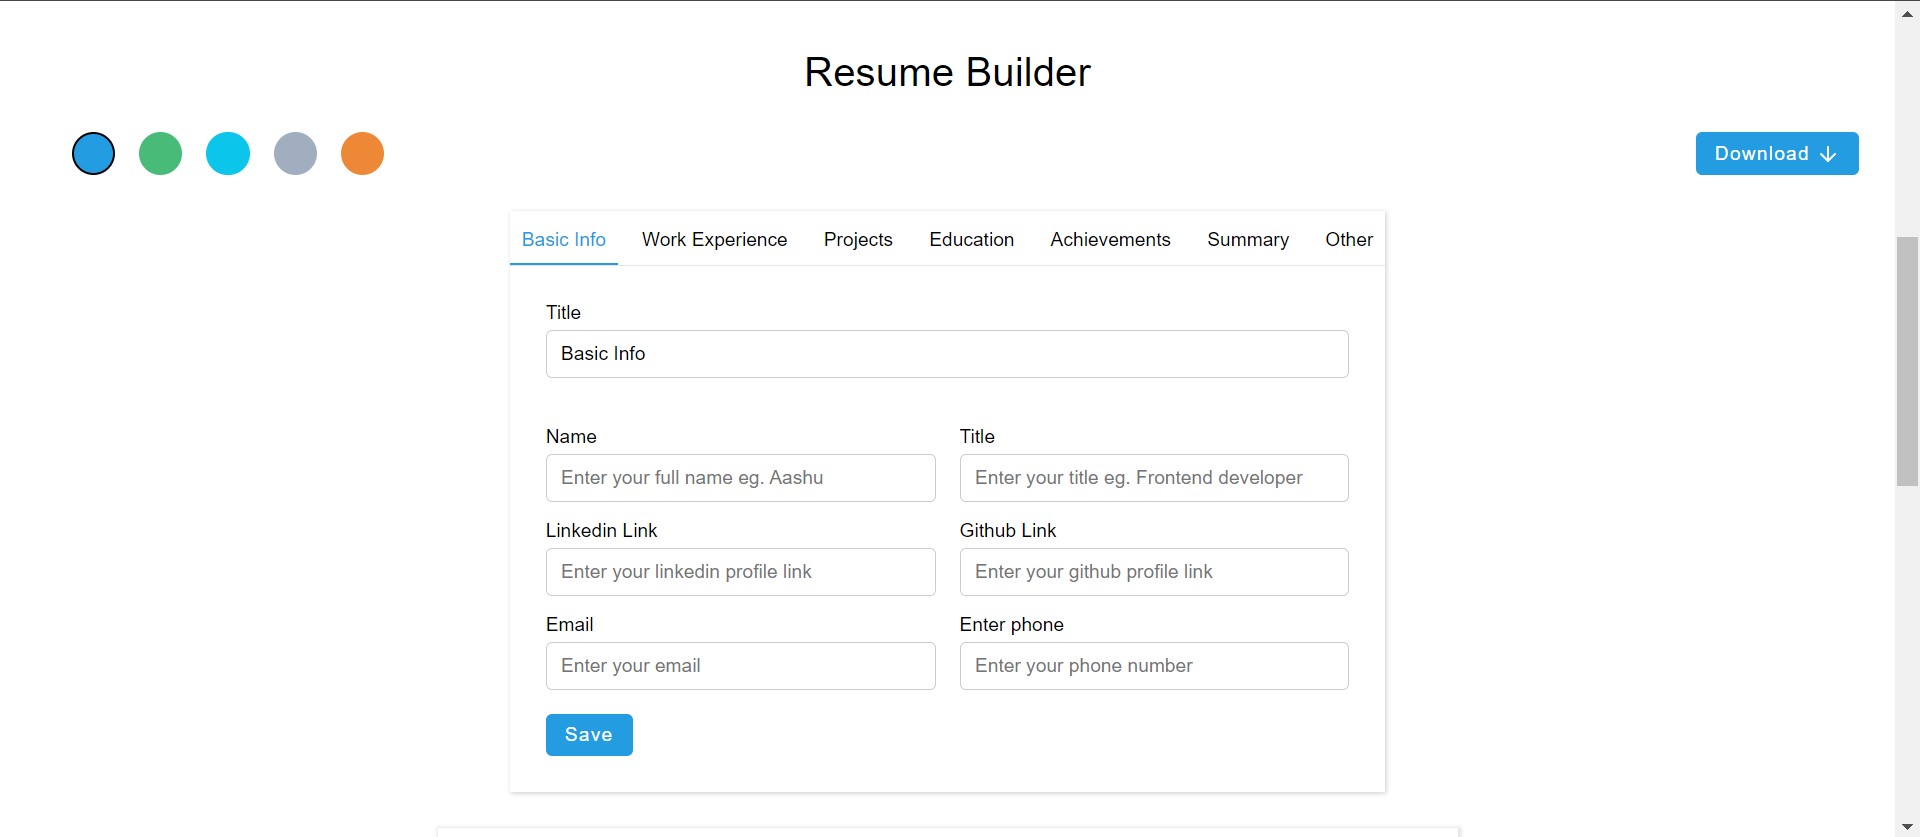 Resume Builder
Download ↓
Basic Info Work Experience Projects Education Achievements Summary Other
Title
Basic Info
Name Title
Enter your full name eg. Aashu Enter your title eg. Frontend developer
Linkedin Link Github Link
Enter your linkedin profile link Enter your github profile link
Email Enter phone
Enter your email Enter your phone number
Save